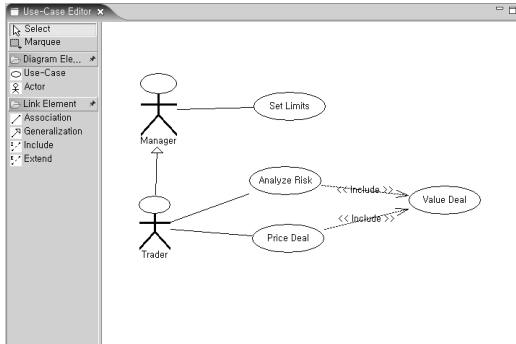 Use-Case Editor
Select
Marquee
Diagram Ele...
Use-Case
Actor
Link Element
Association
Generalization
Include
Extend
Set Limits
Manager
Analyze Risk
<< Include >>
Value Deal
<< Include >>
Price Deal
Trader